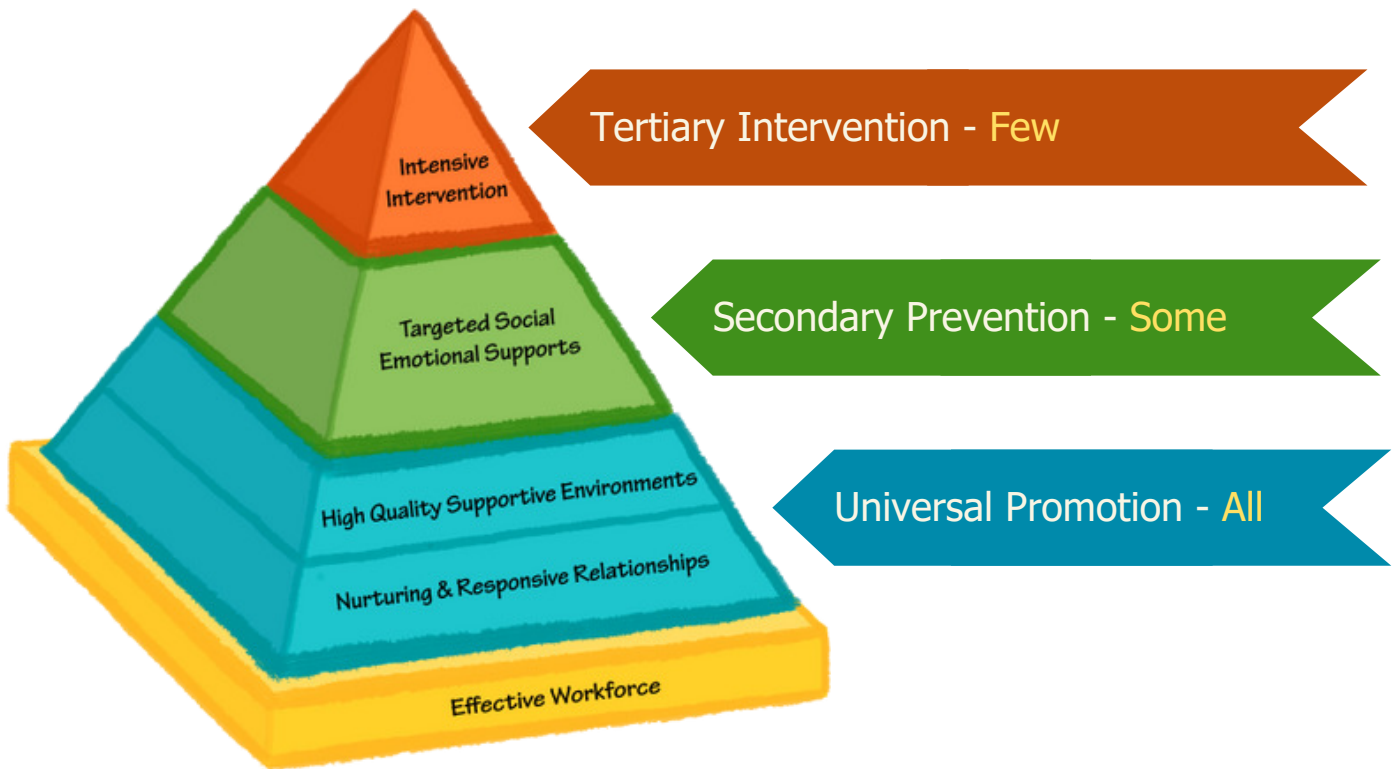 Tertiary Intervention - Few
Intensive
Intervention
Secondary Prevention - Some
Targeted Social
Emotional Supports
High Quality Supportive Environments
Universal Promotion - All
Nurturing & Responsive Relationships
Effective Workforce